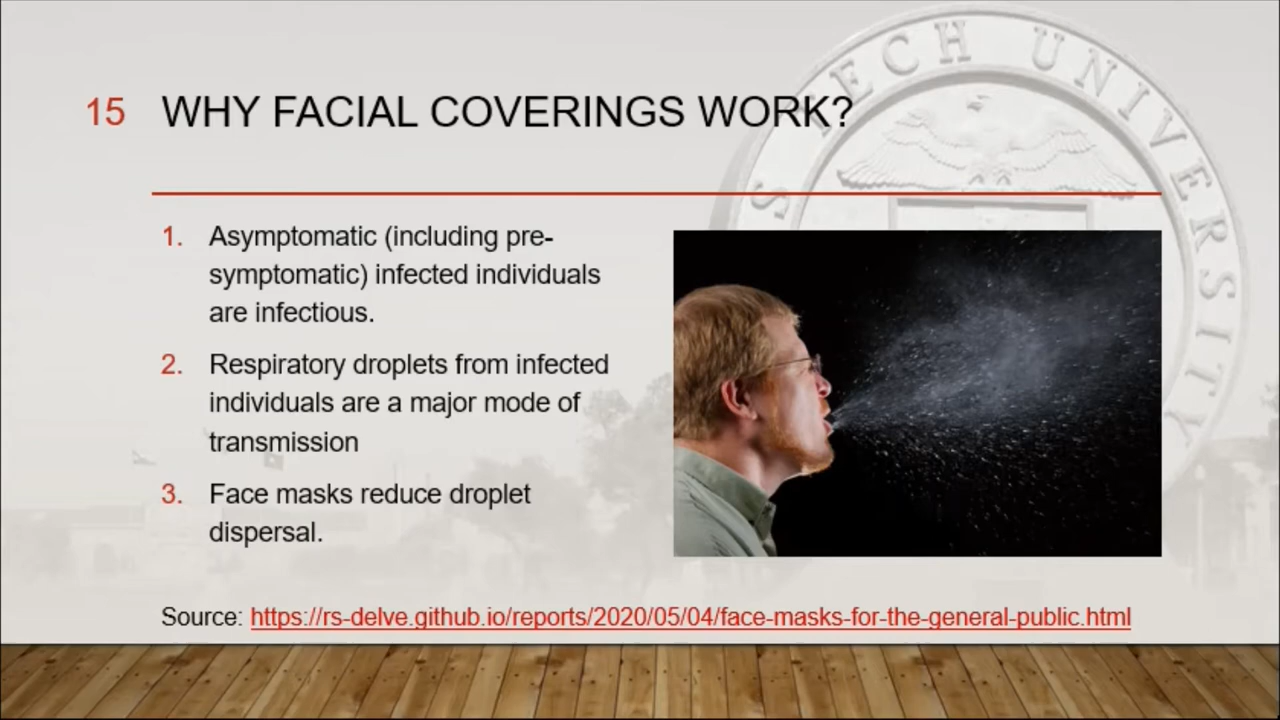 15 WHY FACIAL COVERINGS WORK?
1. Asymptomatic (including pre-
symptomatic) infected individuals
are infectious.
2. Respiratory droplets from infected
individuals are a major mode of
transmission
3. Face masks reduce droplet
dispersal.
Source: https://rs-delve.github.io/reports/2020/05/04/face-masks-for-the-general-public.html
S TECH UNIVERSITY